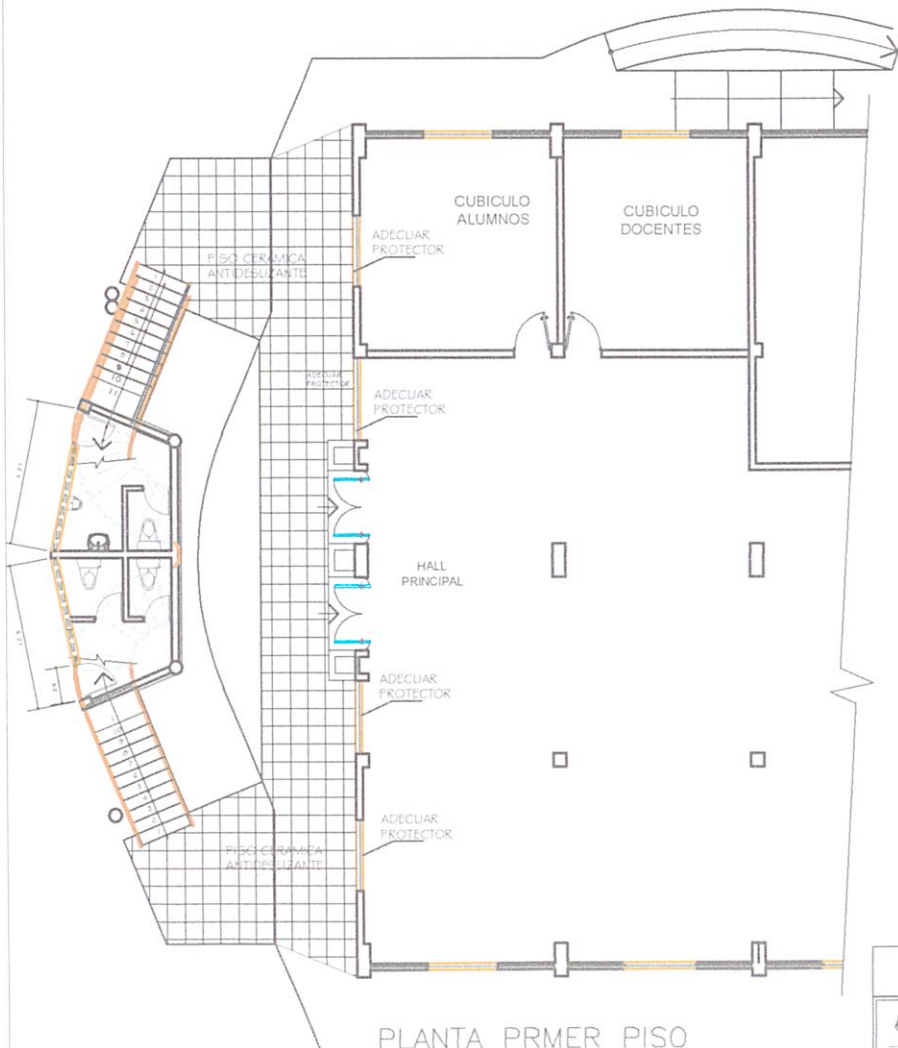 CUBICULO
ALUMNOS
CUBICULO
DOCENTES
ADECUAR
PROTECTOR
PISO CERAMICA
ANTIDESLIZANTE
ADECUAR
PROTECTOR
ADECUAR
PROTECTOR
HALL
PRINCIPAL
ADECUAR
PROTECTOR
ADECUAR
PROTECTOR
PISO CERAMICA
ANTIDESLIZANTE
PLANTA PRMER PISO